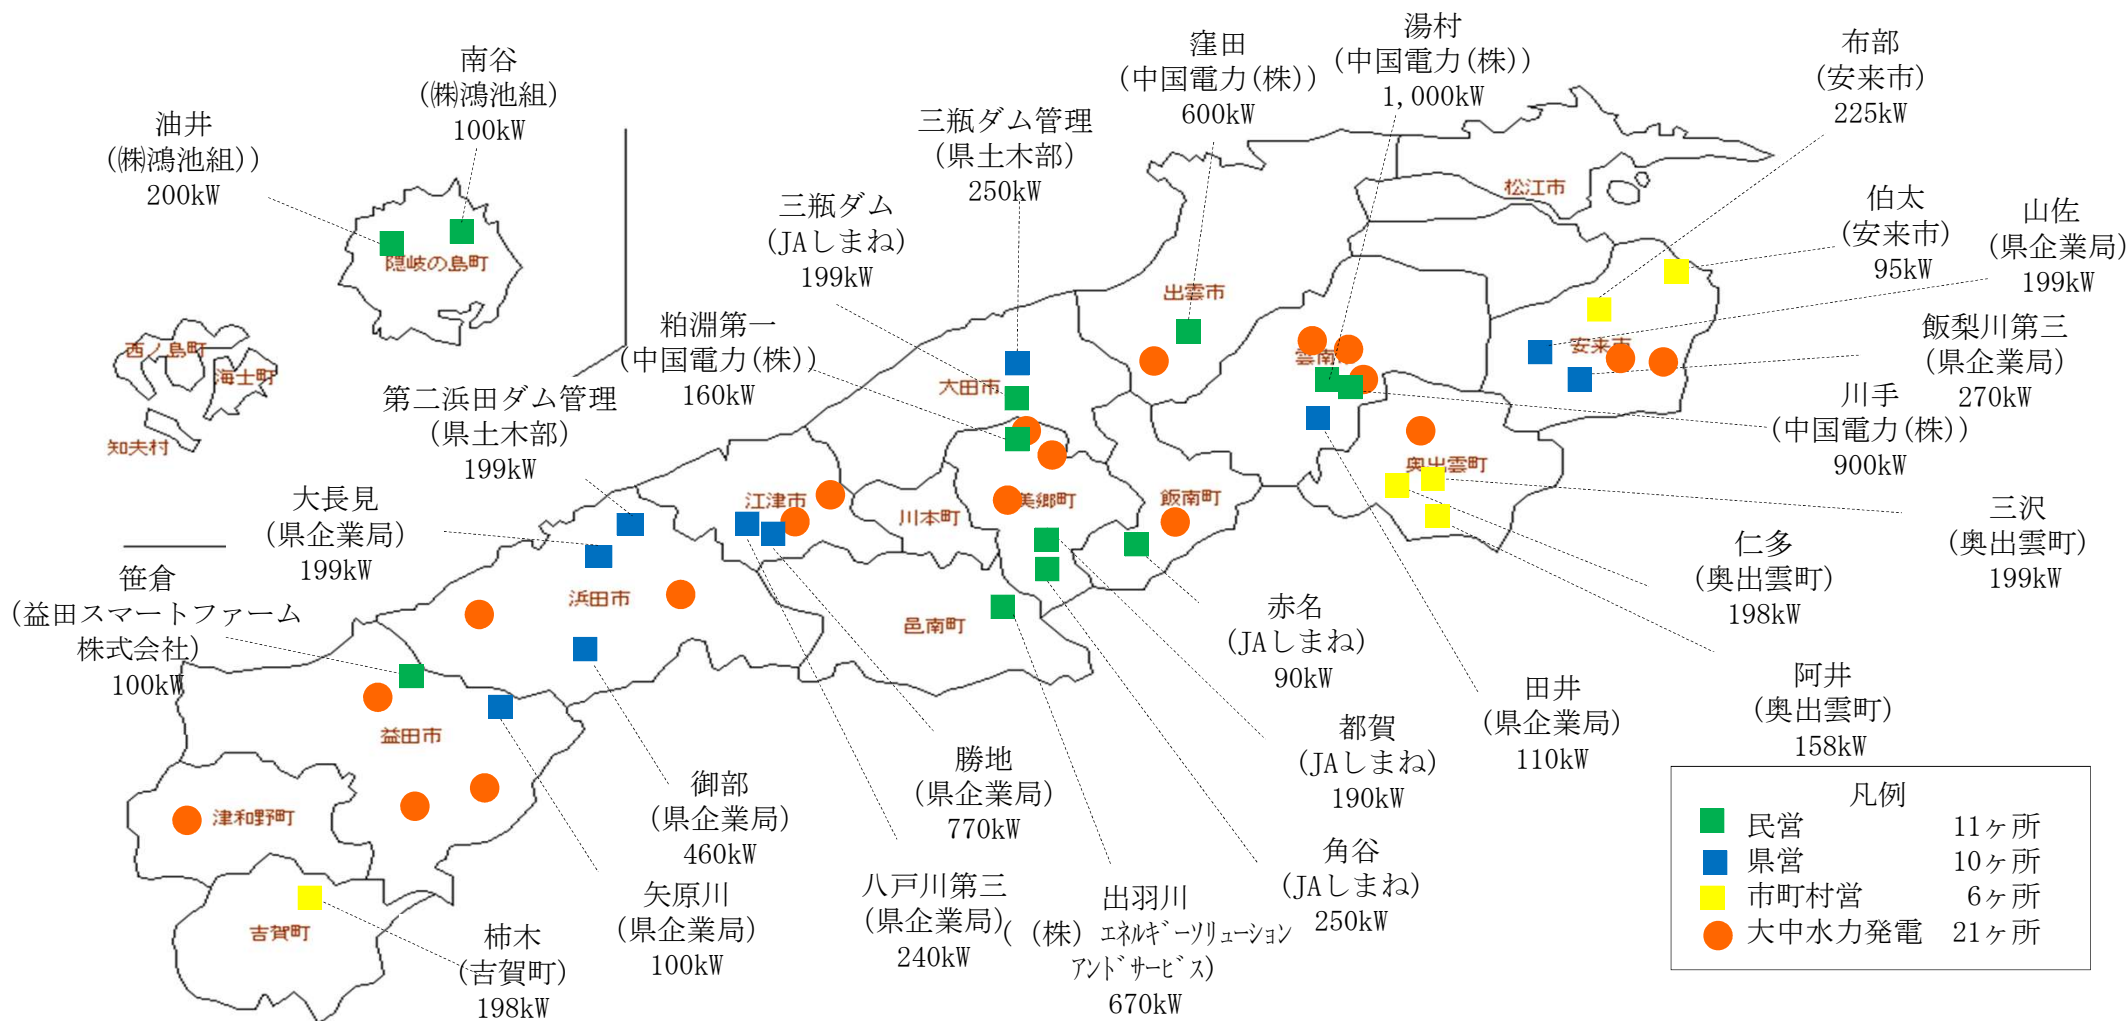 南谷
(㈱鴻池組)
100kW
油井
(㈱鴻池組))
200kW
三瓶ダム管理
(県土木部)
250kW
窪田
(中国電力(株))
600kW
湯村
(中国電力(株))
1,000kW
布部
(安来市)
225kW
伯太
(安来市)
95kW
山佐
(県企業局)
199kW
飯梨川第三
(県企業局)
270kW
川手
(中国電力(株))
900kW
三瓶ダム
(JAしまね)
199kW
粕淵第一
(中国電力(株))
160kW
第二浜田ダム管理
(県土木部)
199kW
大長見
(県企業局)
199kW
笹倉
(益田スマートファーム
株式会社)
100kW
三沢
(奥出雲町)
199kW
仁多
(奥出雲町)
198kW
阿井
(奥出雲町)
158kW
赤名
(JAしまね)
90kW
田井
(県企業局)
110kW
都賀
(JAしまね)
190kW
角谷
(JAしまね)
250kW
出羽川
((株)エネルギーソリューション
アンドサービス)
670kW
勝地
(県企業局)
770kW
八戸川第三
(県企業局)
240kW
御部
(県企業局)
460kW
矢原川
(県企業局)
100kW
柿木
(吉賀町)
198kW
隠岐の島町
西ノ島町
海士町
知夫村
松江市
出雲市
安来市
雲南
大田市
奥出雲町
飯南町
美郷町
川本町
江津市
邑南町
浜田市
益田市
津和野町
吉賀町
凡例
民営 11ヶ所
県営 10ヶ所
市町村営 6ヶ所
大中水力発電 21ヶ所